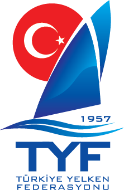 1957
TYF
TÜRKİYE YELKEN
FEDERASYONU